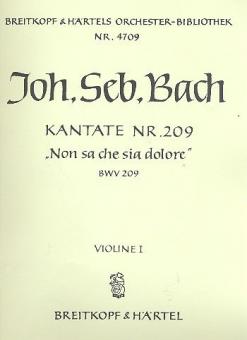 BREITKOPF & HÄRTELS ORCHESTER-BIBLIOTHEK
NR. 4709
Joh. Seb. Bach
KANTATE NR. 209
„Non sa che sia dolore"
BWV 209
VIOLINE I
BREITKOPF & HÄRTEL